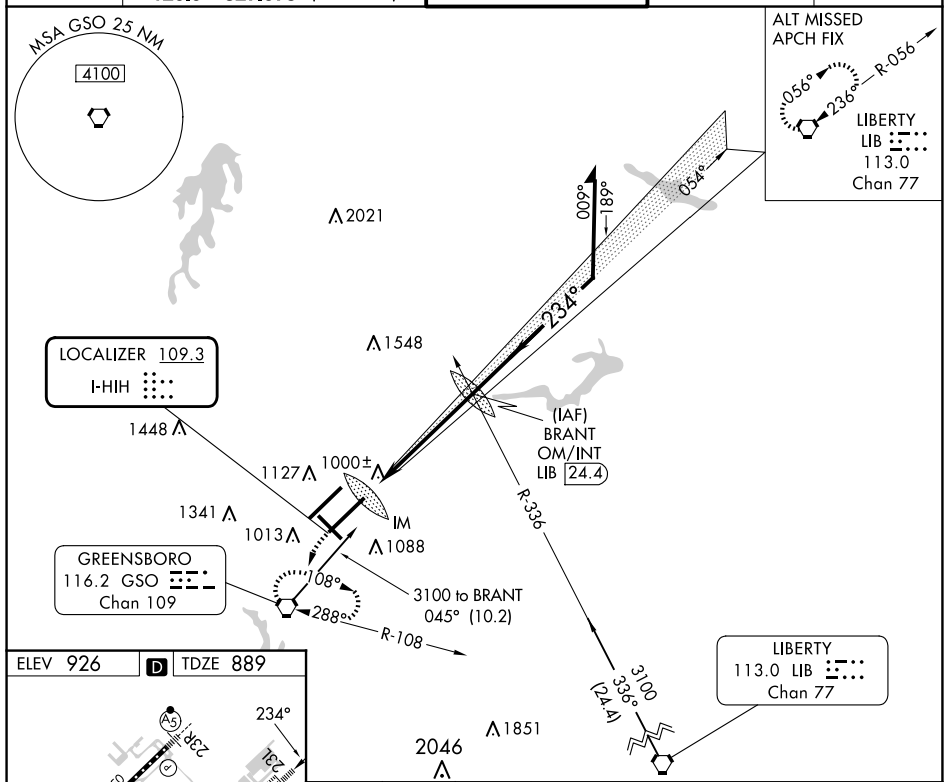 MSA GSO 25 NM
4100
ALT MISSED
APCH FIX
R-056
056°
236°
LIBERTY
LIB
113.0
Chan 77
2021
009°
189°
054°
234°
1548
LOCALIZER 109.3
I-HIH
(IAF)
BRANT
OM/INT
LIB 24.4
1448
1127
1000±
R-336
1341
1013
IM
1088
GREENSBORO
116.2 GSO
Chan 109
108°
288°
R-108
3100 to BRANT
045° (10.2)
3100
336°
(24.4)
LIBERTY
113.0 LIB
Chan 77
ELEV 926
D
TDZE 889
A5
23R
234°
23L
P
1851
2046